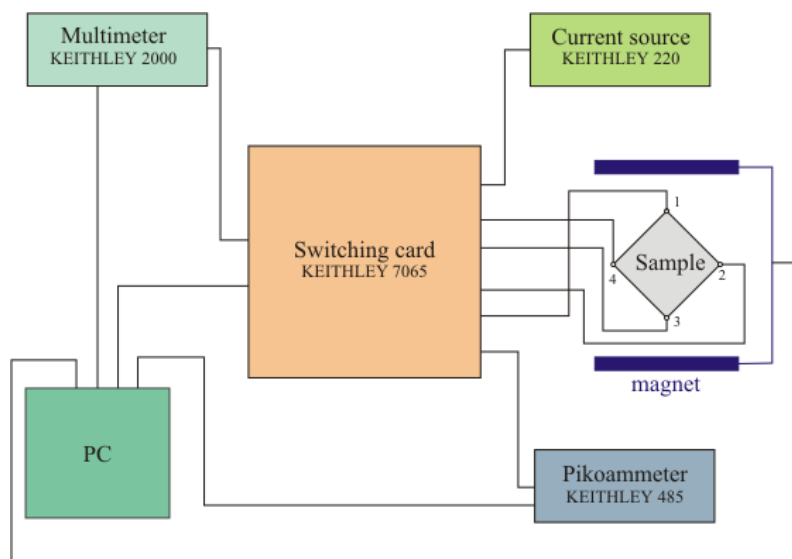 Multimeter
KEITHLEY 2000
Current source
KEITHLEY 220
Switching card
KEITHLEY 7065
1
Sample
4
2
3
magnet
PC
Pikoammeter
KEITHLEY 485